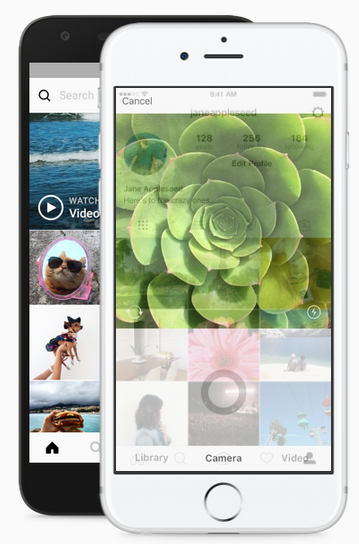 Search
WATCH
Video
9:41 AM
Cancel
janeappleseed
128 256 184
Edit Profile
Jane Appleseed
Here's to the crazy ones
Library Camera Video